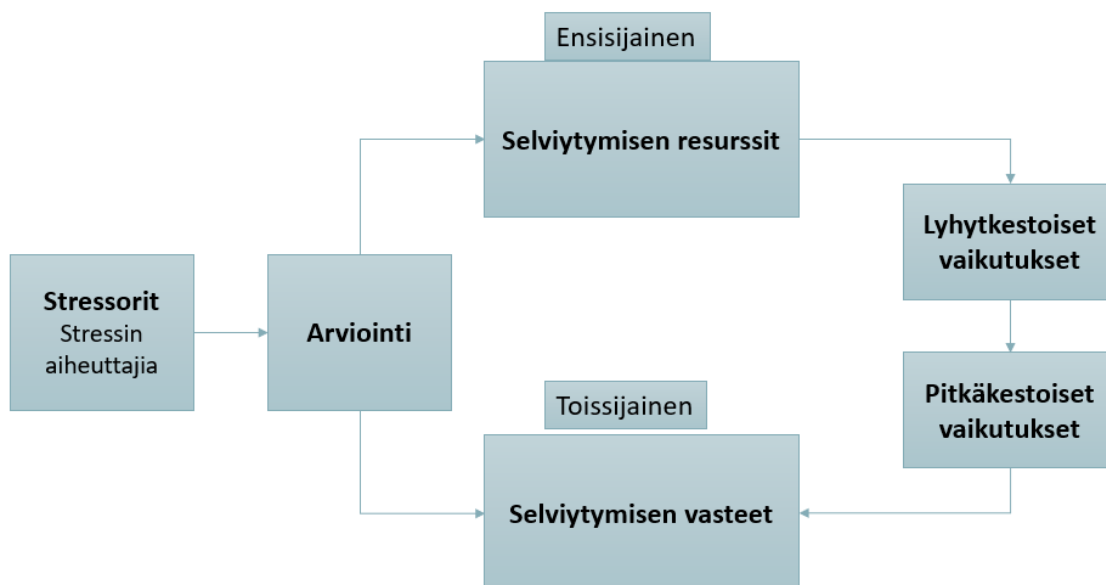 Ensisijainen
Selviytymisen resurssit
Lyhytkestoiset
vaikutukset
Stressorit
Stressin
aiheuttajia
Arviointi
Pitkäkestoiset
vaikutukset
Toissijainen
Selviytymisen vasteet